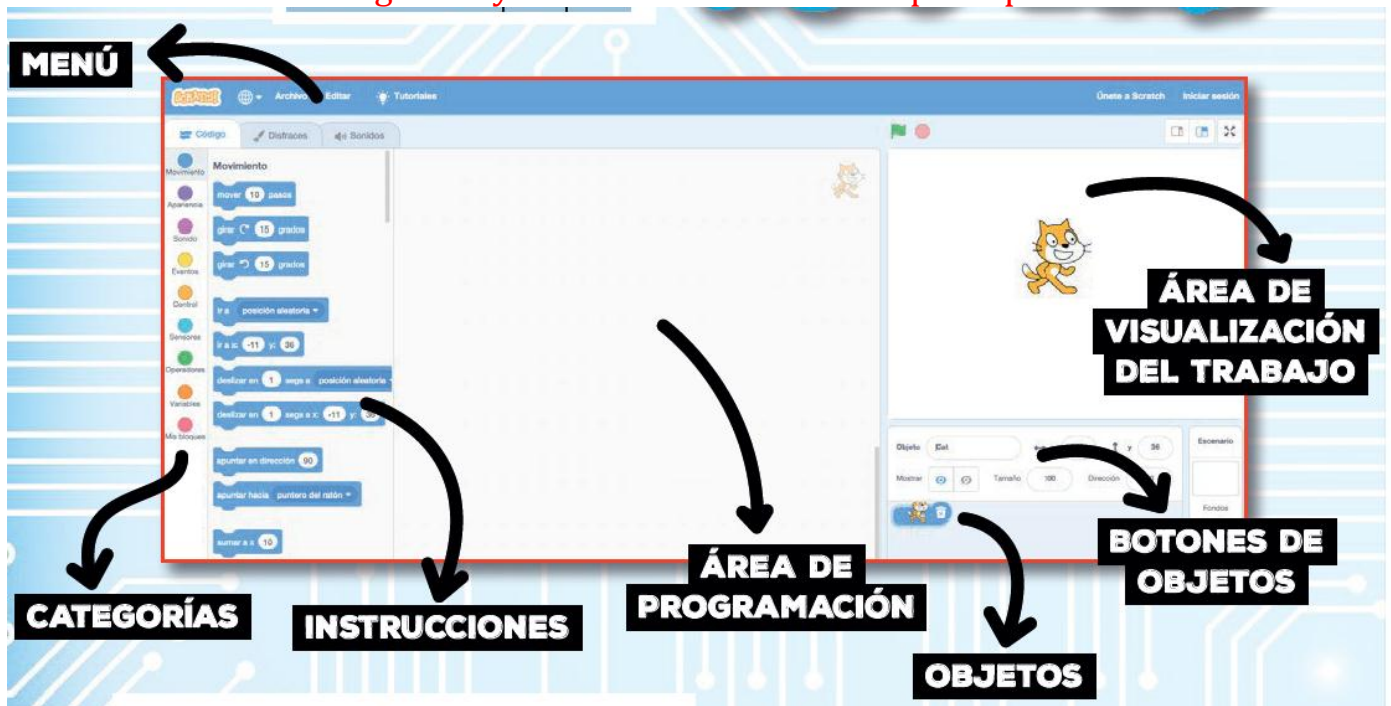 MENÚ
SCRATCH
Archivo
Editar
Tutoriales
Únete a Scratch
Iniciar sesión
Código
Disfraces
Sonidos
Movimiento
Apariencia
Sonido
Eventos
Control
Sensores
Operadores
Variables
Mis bloques
Movimiento
mover 10 pasos
girar 15 grados
girar 15 grados
ir a posición aleatoria
ir a x: -11 y: 36
deslizar en 1 segs a posición aleatoria
deslizar en 1 segs a x: -11 y: 36
apuntar en dirección 90
apuntar hacia puntero del ratón
sumar a x 10
ÁREA DE
VISUALIZACIÓN
DEL TRABAJO
Objeto
y 36
Mostrar
Tamaño 100
Dirección
Escenario
Fondos
BOTONES DE
OBJETOS
ÁREA DE
PROGRAMACIÓN
CATEGORÍAS
INSTRUCCIONES
OBJETOS